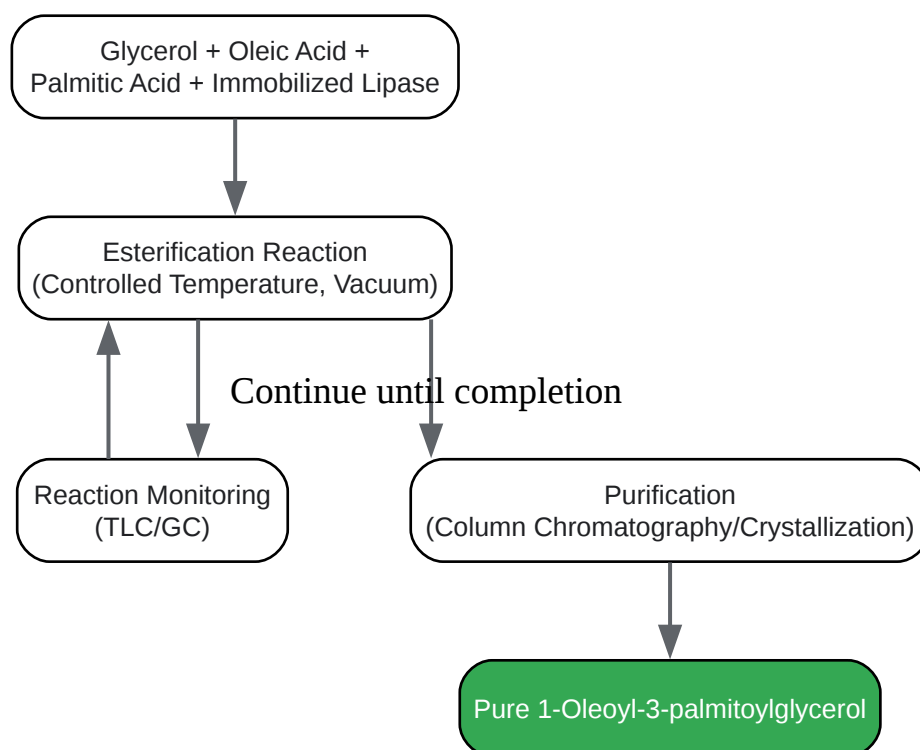 Glycerol + Oleic Acid +
Palmitic Acid + Immobilized Lipase
Esterification Reaction
(Controlled Temperature, Vacuum)
Continue until completion
Reaction Monitoring
(TLC/GC)
Purification
(Column Chromatography/Crystallization)
Pure 1-Oleoyl-3-palmitoylglycerol